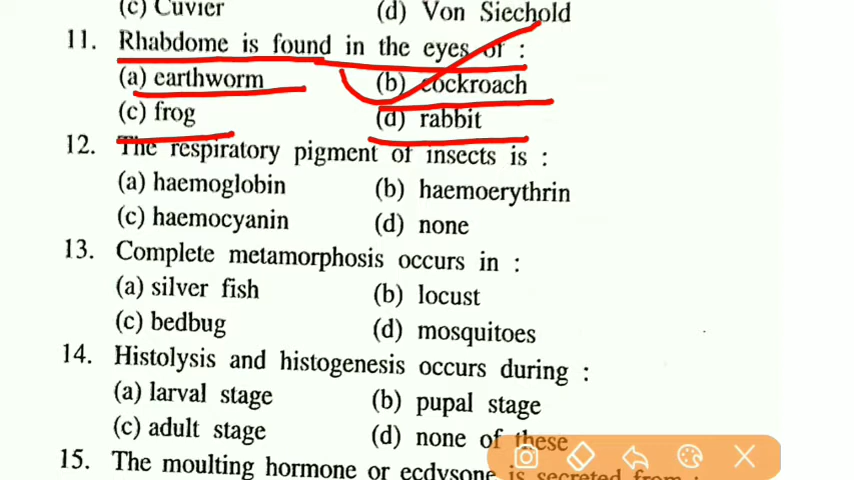 (c) Cuvier (d) Von Siechold
11. Rhabdome is found in the eyes of :
(a) earthworm (b) cockroach
(c) frog (d) rabbit
12. The respiratory pigment of insects is :
(a) haemoglobin (b) haemoerythrin
(c) haemocyanin (d) none
13. Complete metamorphosis occurs in :
(a) silver fish (b) locust
(c) bedbug (d) mosquitoes
14. Histolysis and histogenesis occurs during :
(a) larval stage (b) pupal stage
(c) adult stage (d) none of these
15. The moulting hormone or ecdysone is secreted from :